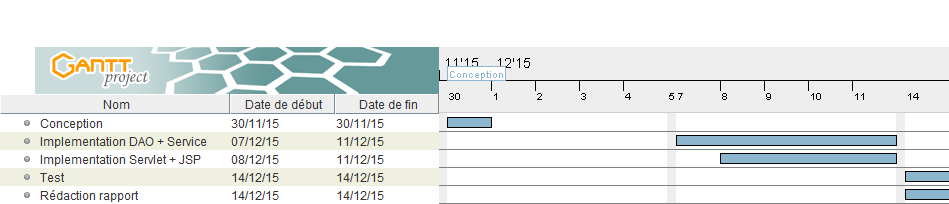 GANTT
project
11'15 12'15
Conception
30 1 2 3 4 5 7 8 9 10 11 14
Nom Date de début Date de fin
Conception 30/11/15 30/11/15
Implementation DAO + Service 07/12/15 11/12/15
Implementation Servlet + JSP 08/12/15 11/12/15
Test 14/12/15 14/12/15
Rédaction rapport 14/12/15 14/12/15